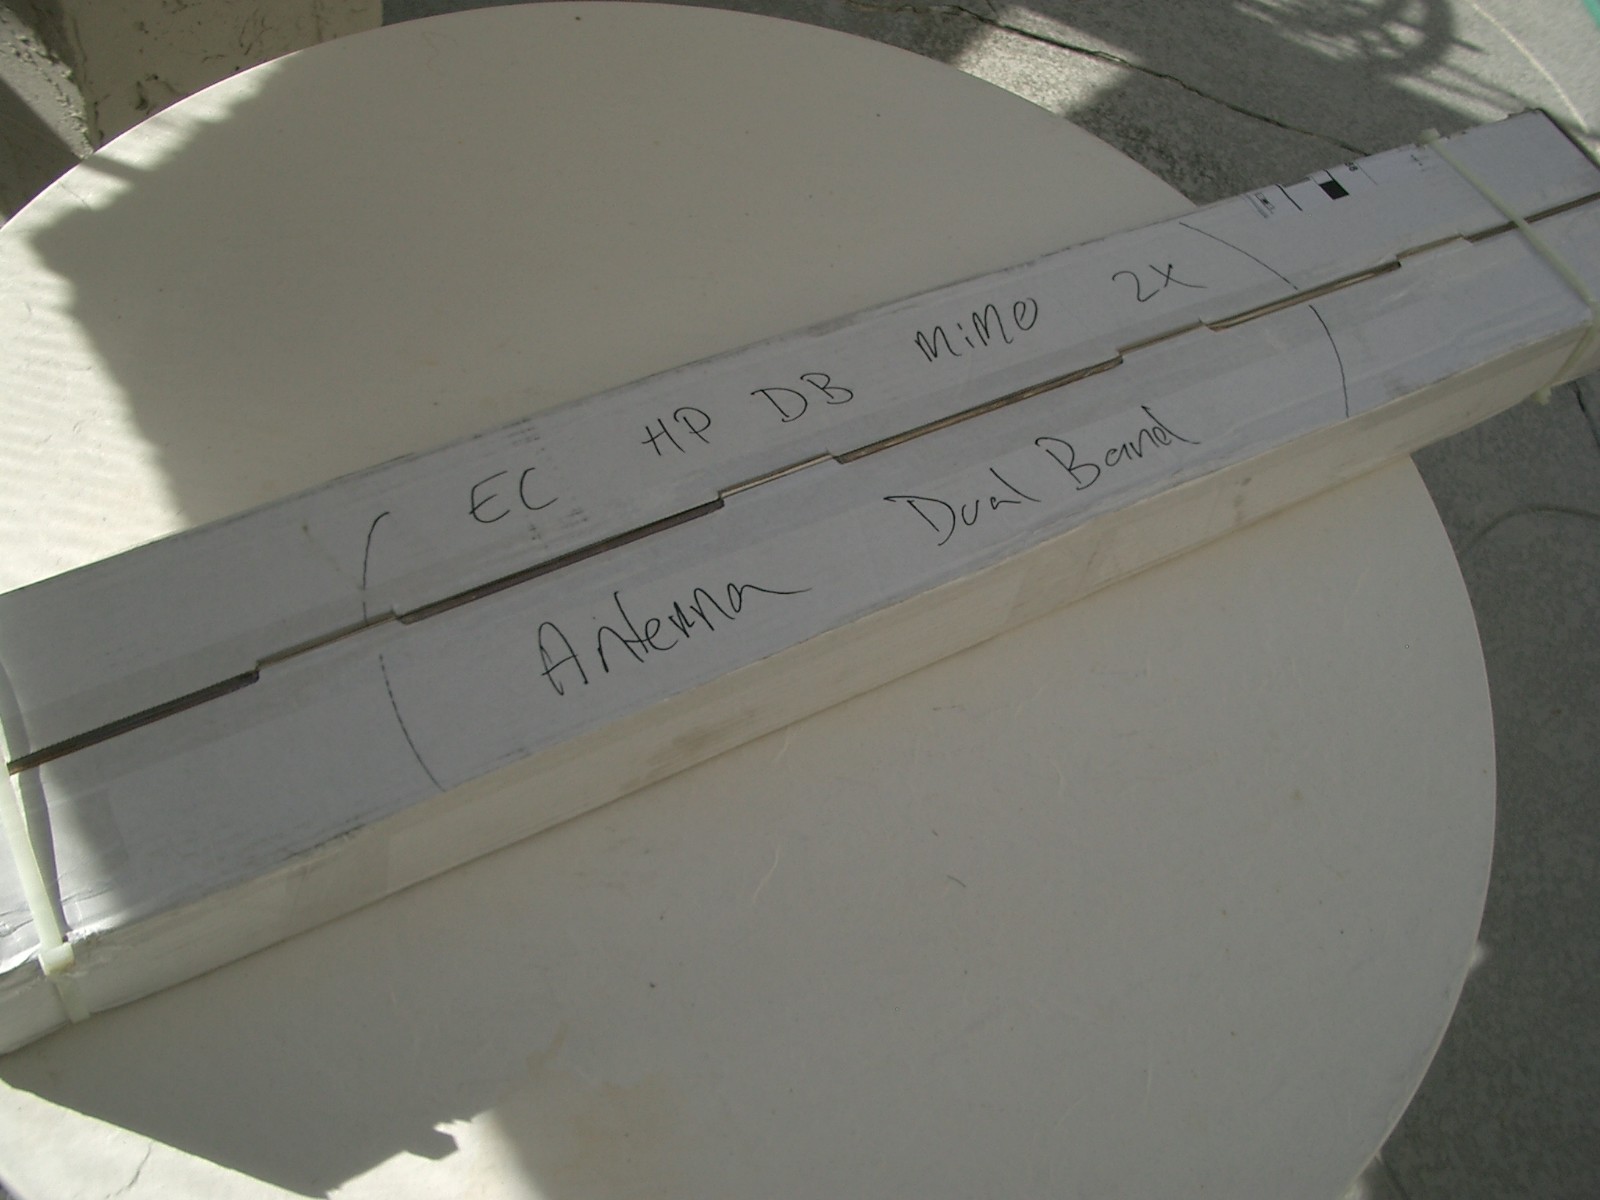 ( EC HP DB MiMO 2X )
Antenna Dual Band